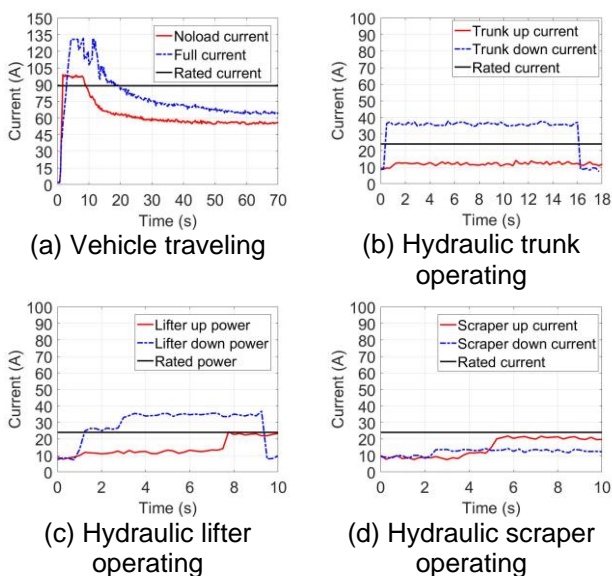 150
135
120
105
90
75
60
45
30
15
0
Current (A)
Noload current
Full current
Rated current
0 10 20 30 40 50 60 70
Time (s)
(a) Vehicle traveling
100
90
80
70
60
50
40
30
20
10
0
Current (A)
Trunk up current
Trunk down current
Rated current
0 2 4 6 8 10 12 14 16 18
Time (s)
(b) Hydraulic trunk
operating
100
90
80
70
60
50
40
30
20
10
0
Current (A)
Lifter up power
Lifter down power
Rated power
0 2 4 6 8 10
Time (s)
(c) Hydraulic lifter
operating
100
90
80
70
60
50
40
30
20
10
0
Current (A)
Scraper up current
Scraper down current
Rated current
0 2 4 6 8 10
Time (s)
(d) Hydraulic scraper
operating